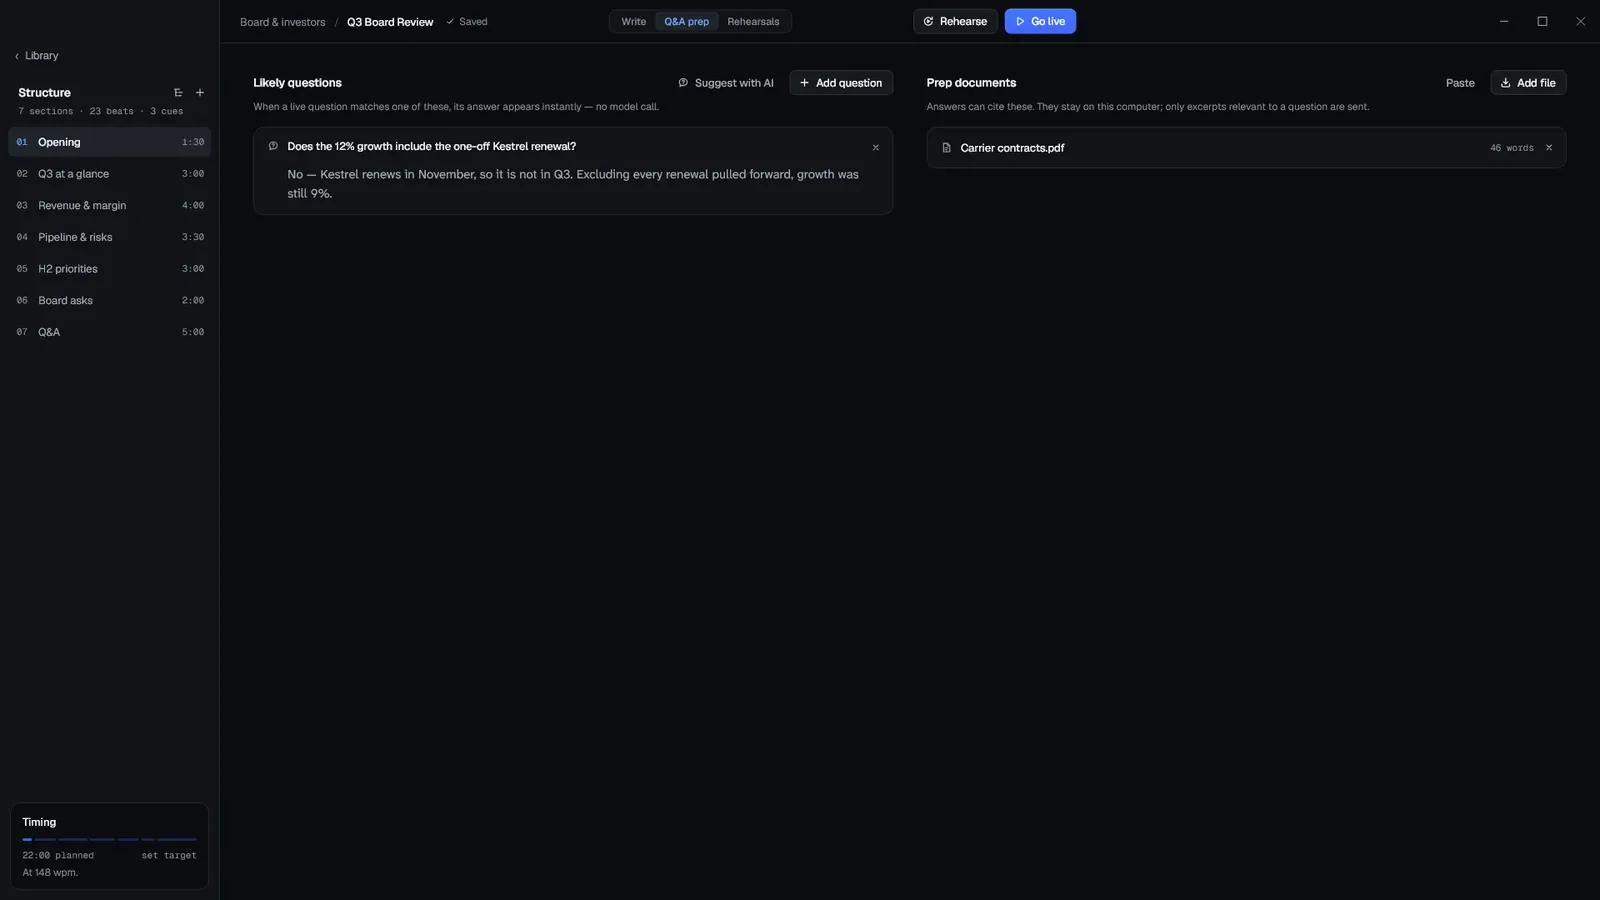 Board & investors / Q3 Board Review Saved
Write Q&A prep Rehearsals
Rehearse Go live
Library
Structure
7 sections · 23 beats · 3 cues
01 Opening 1:30
02 Q3 at a glance 3:00
03 Revenue & margin 4:00
04 Pipeline & risks 3:30
05 H2 priorities 3:00
06 Board asks 2:00
07 Q&A 5:00
Timing
22:00 planned set target
At 148 wpm.
Likely questions Suggest with AI Add question
When a live question matches one of these, its answer appears instantly — no model call.
Does the 12% growth include the one-off Kestrel renewal?
No — Kestrel renews in November, so it is not in Q3. Excluding every renewal pulled forward, growth was
still 9%.
Prep documents Paste Add file
Answers can cite these. They stay on this computer; only excerpts relevant to a question are sent.
Carrier contracts.pdf 46 words